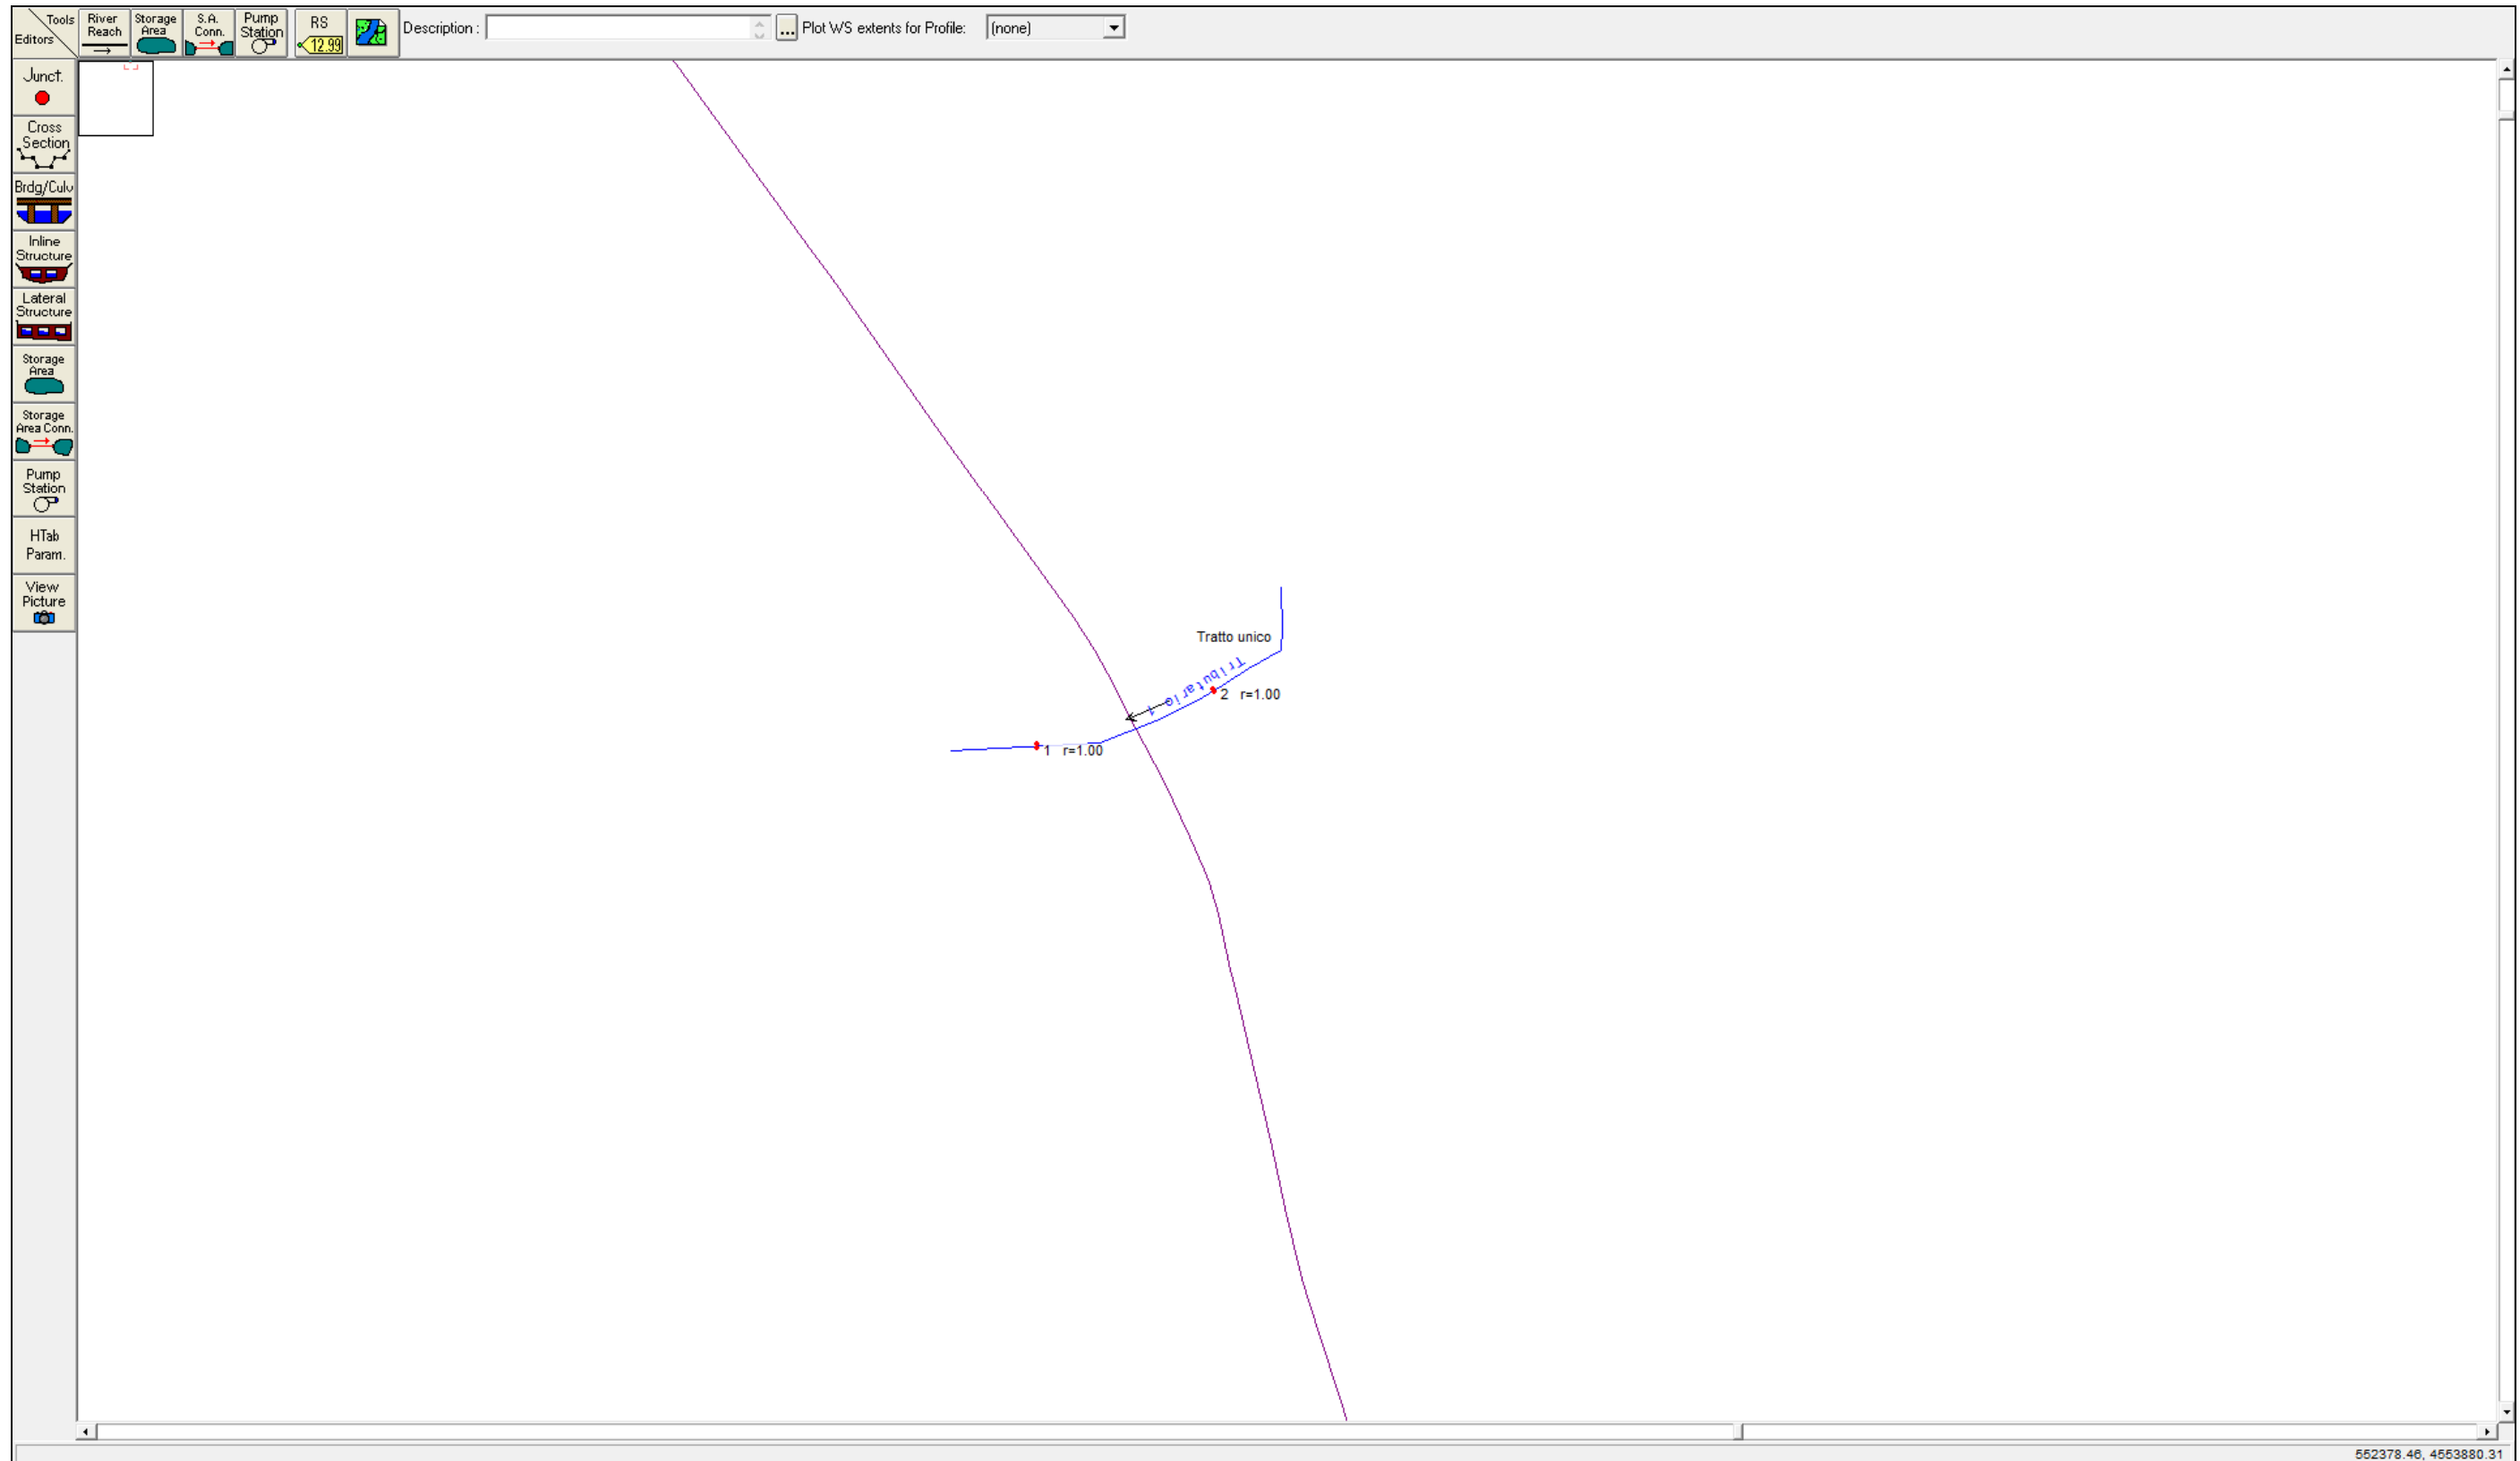 Tools
Editors
River
Reach
Storage
Area
S.A.
Conn.
Pump
Station
RS
12.99
Description :
...
Plot WS extents for Profile:
(none)
Junct.
Cross
Section
Brdg/Culv
Inline
Structure
Lateral
Structure
Storage
Area
Storage
Area Conn.
Pump
Station
HTab
Param.
View
Picture
Tratto unico
Tributario 1
2 r=1.00
1 r=1.00
552378.46, 4553880.31